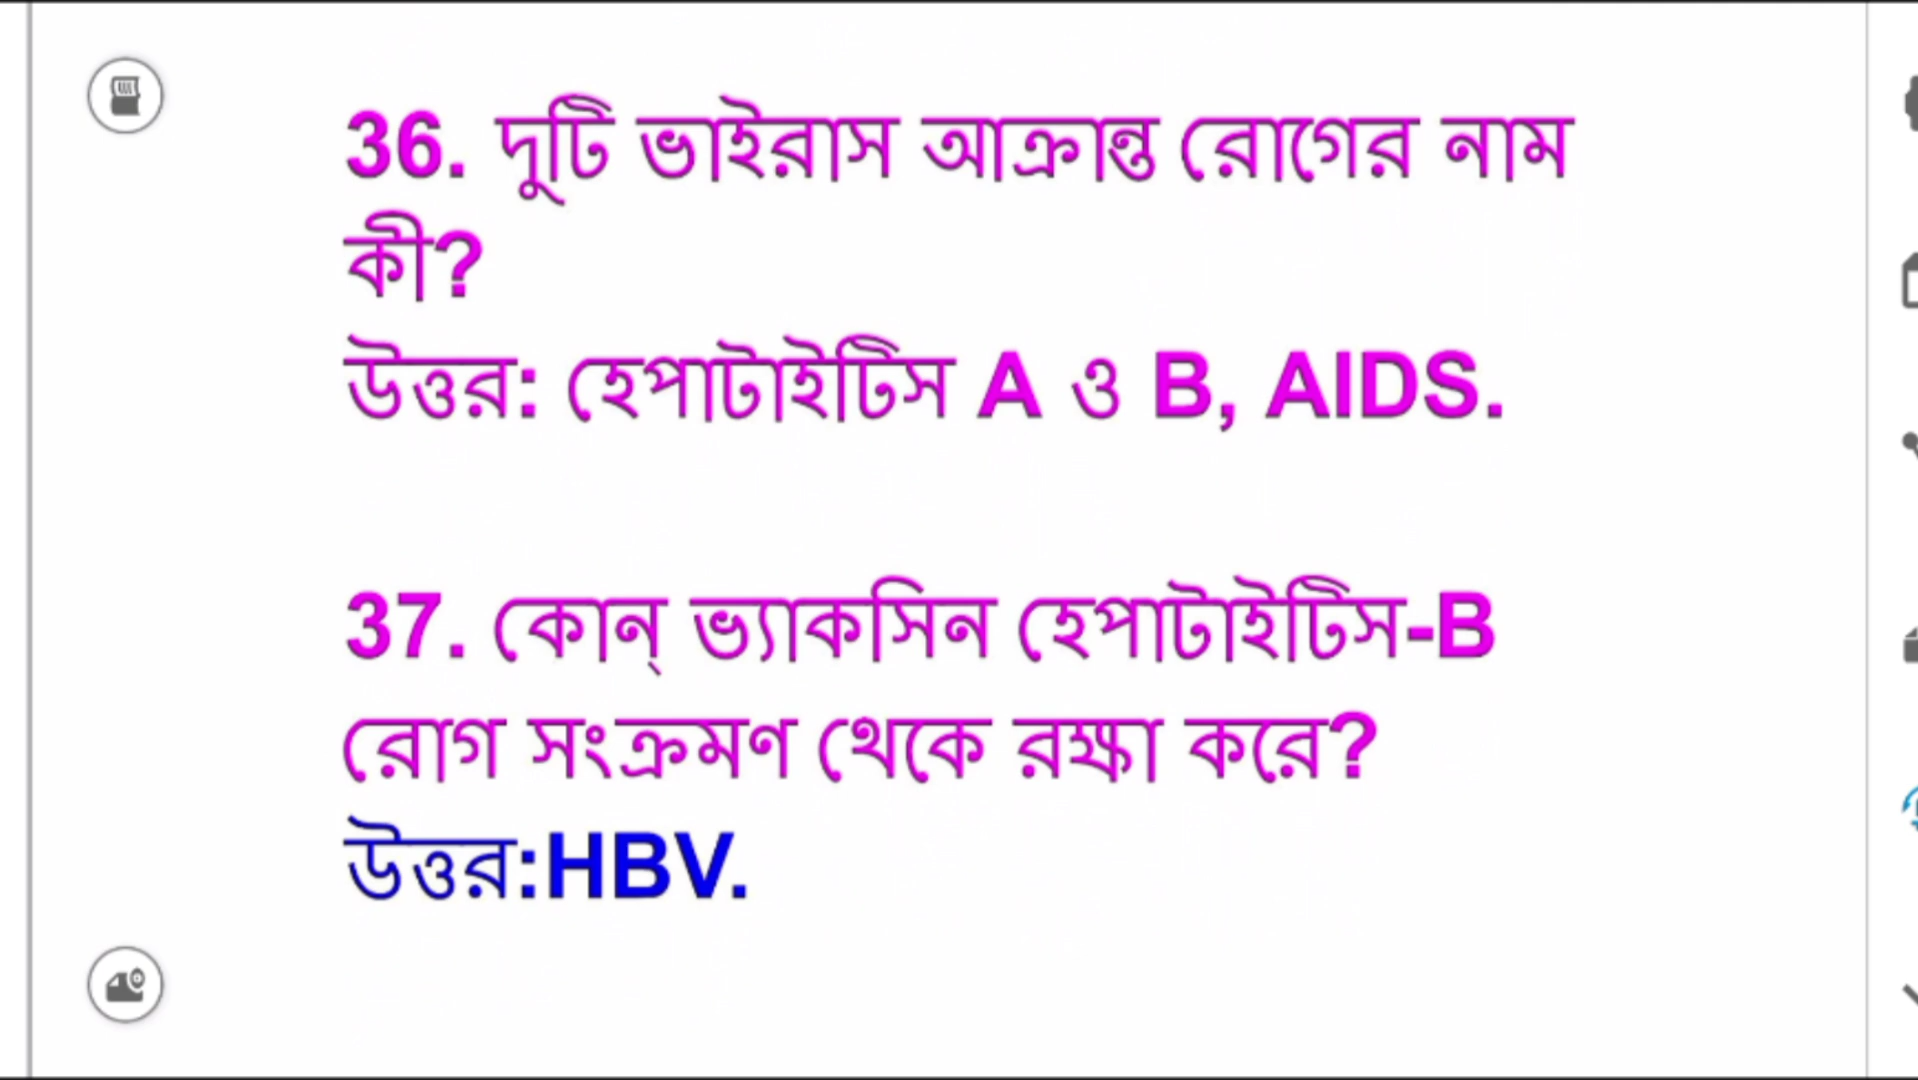 36. দুটি ভাইরাস আক্রান্ত রোগের নাম
কী?
উত্তর: হেপাটাইটিস A ও B, AIDS.
37. কোন্ ভ্যাকসিন হেপাটাইটিস-B
রোগ সংক্রমণ থেকে রক্ষা করে?
উত্তর:HBV.